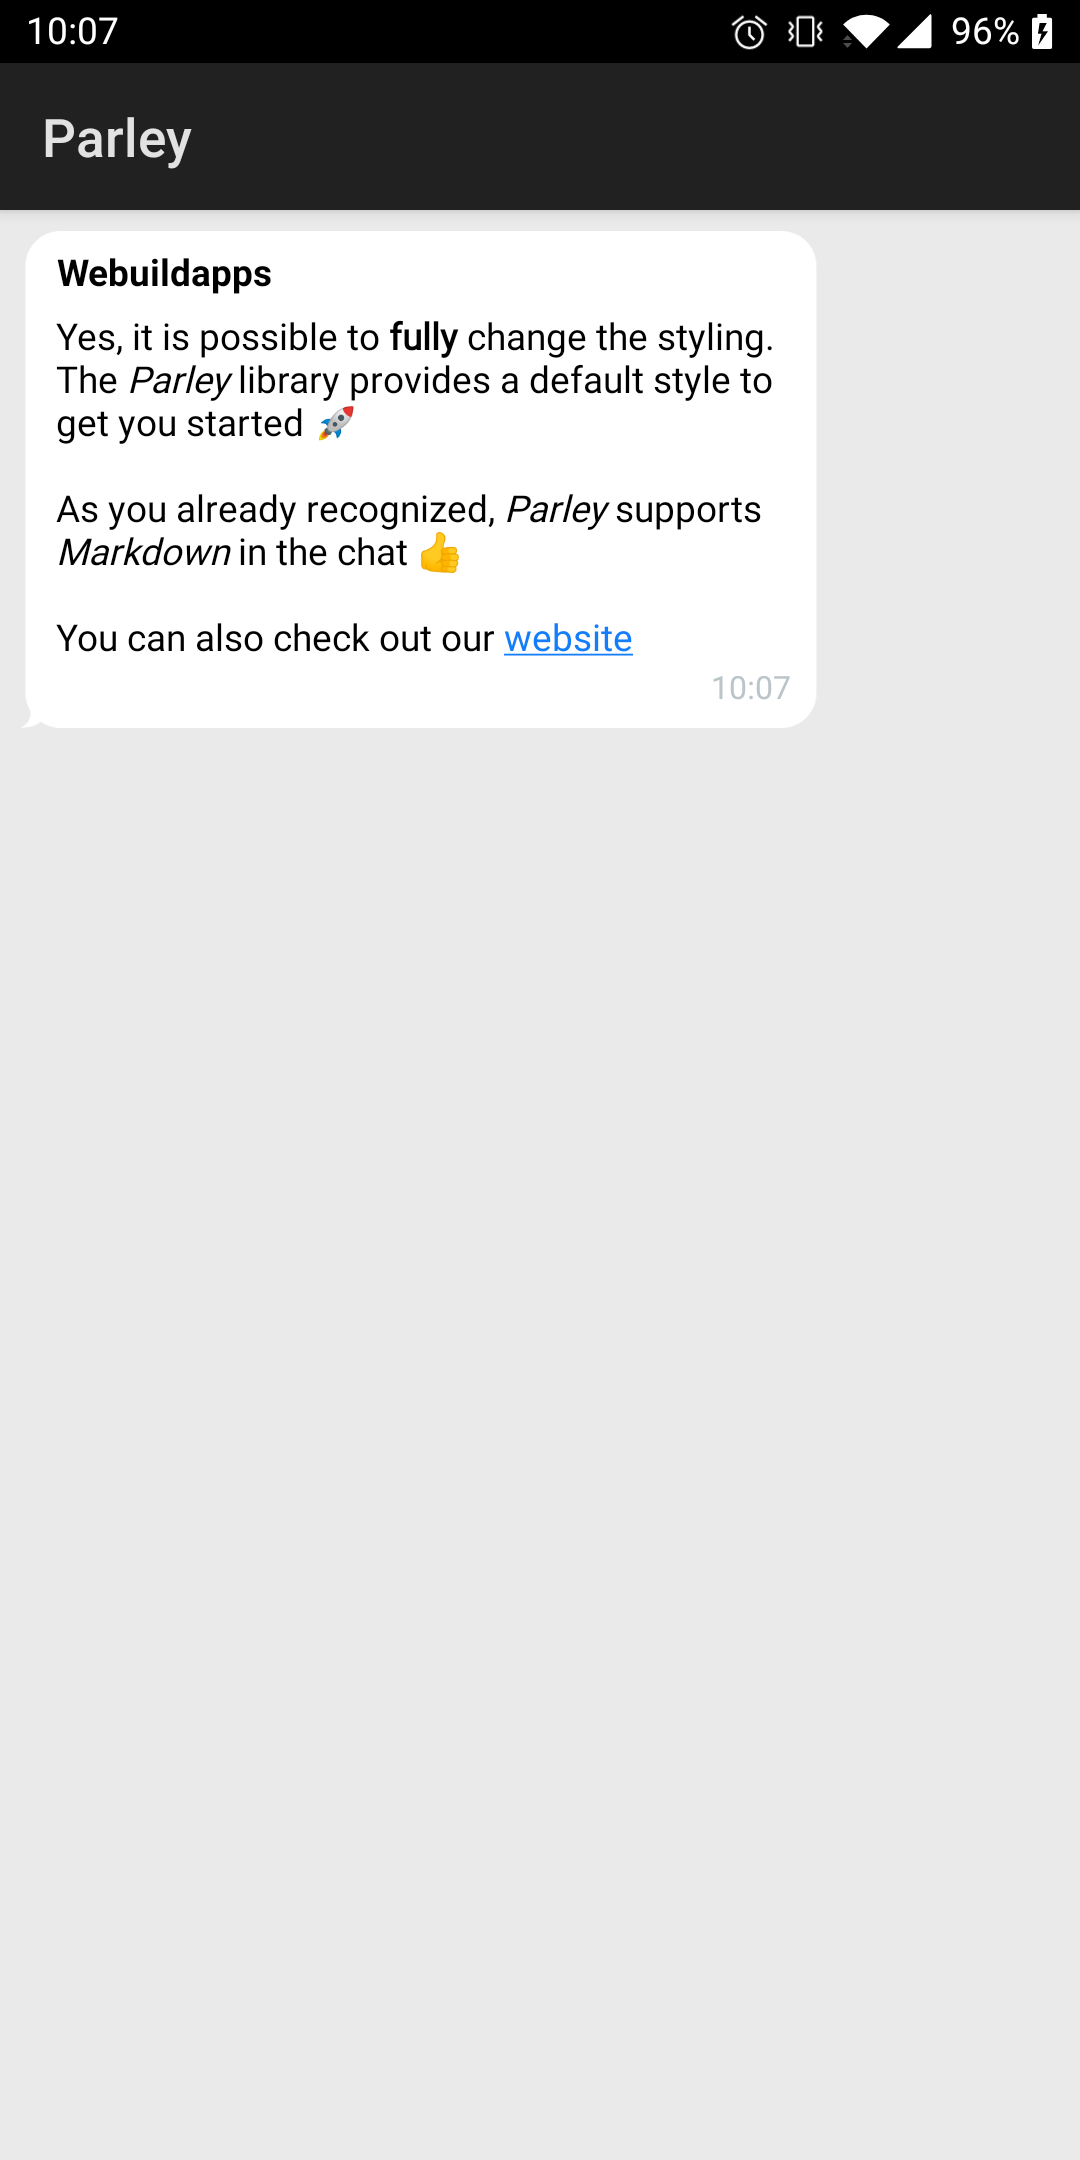 10:07 96%
Parley
Webuildapps
Yes, it is possible to fully change the styling.
The Parley library provides a default style to
get you started 🚀
As you already recognized, Parley supports
Markdown in the chat 👍
You can also check out our website
10:07